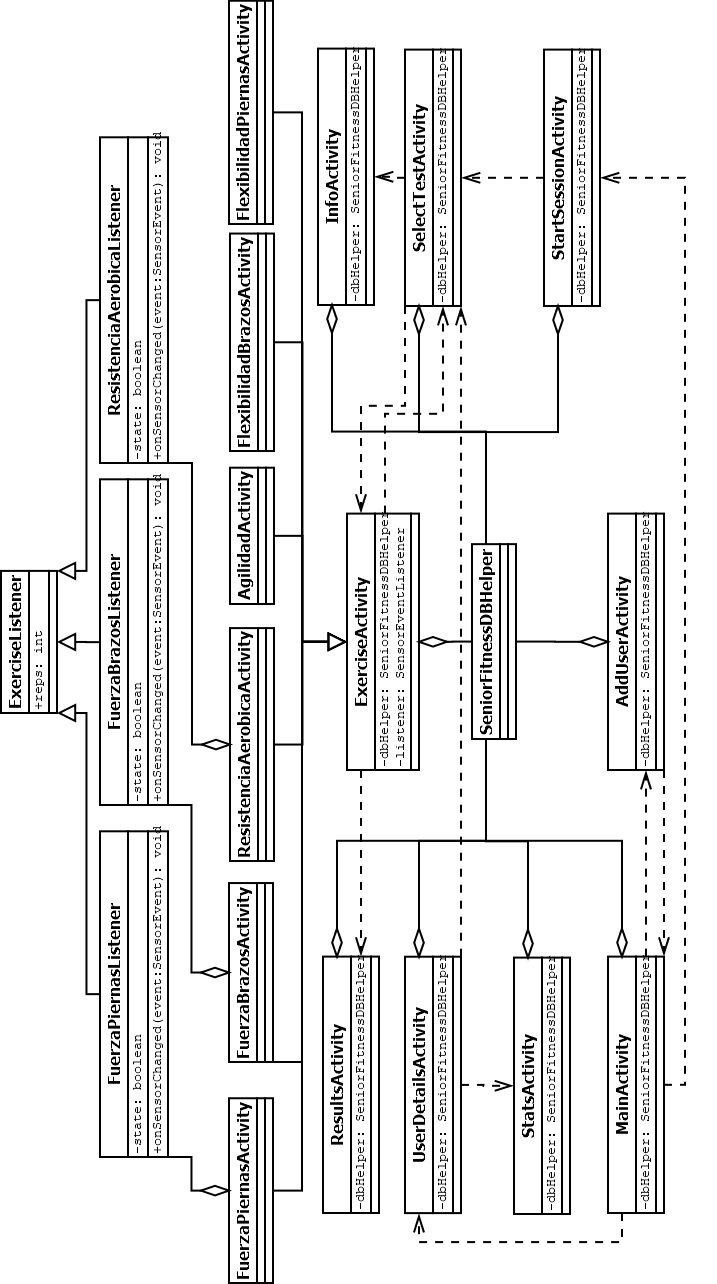 ExerciseListener
+reps: int
FuerzaPiernasListener
-state: boolean
+onSensorChanged(event:SensorEvent): void
FuerzaBrazosListener
-state: boolean
+onSensorChanged(event:SensorEvent): void
ResistenciaAerobicaListener
-state: boolean
+onSensorChanged(event:SensorEvent): void
FuerzaPiernasActivity
FuerzaBrazosActivity
ResistenciaAerobicaActivity
AgilidadActivity
FlexibilidadBrazosActivity
FlexibilidadPiernasActivity
ResultsActivity
-dbHelper: SeniorFitnessDBHelper
ExerciseActivity
-dbHelper: SeniorFitnessDBHelper
-listener: SensorEventListener
InfoActivity
-dbHelper: SeniorFitnessDBHelper
UserDetailsActivity
-dbHelper: SeniorFitnessDBHelper
SelectTestActivity
-dbHelper: SeniorFitnessDBHelper
SeniorFitnessDBHelper
StatsActivity
-dbHelper: SeniorFitnessDBHelper
StartSessionActivity
-dbHelper: SeniorFitnessDBHelper
MainActivity
-dbHelper: SeniorFitnessDBHelper
AddUserActivity
-dbHelper: SeniorFitnessDBHelper